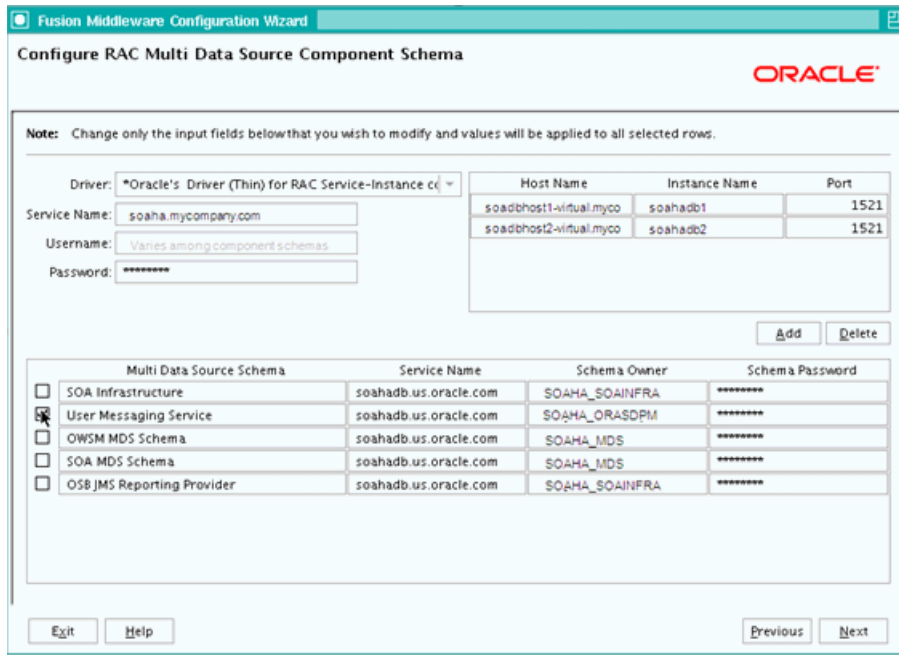 Fusion Middleware Configuration Wizard
Configure RAC Multi Data Source Component Schema
ORACLE
Note: Change only the input fields below that you wish to modify and values will be applied to all selected rows.
Driver: *Oracle's Driver (Thin) for RAC Service-Instance cc
Service Name: soaha.mycompany.com
Username: Varies among component schemas
Password: ********
Host Name Instance Name Port
soadbhost1-virtual.myco soahadb1 1521
soadbhost2-virtual.myco soahadb2 1521
Add Delete
Multi Data Source Schema Service Name Schema Owner Schema Password
SOA Infrastructure soahadb.us.oracle.com SOAHA_SOAINFRA ********
User Messaging Service soahadb.us.oracle.com SOAHA_ORASDPM ********
OWSM MDS Schema soahadb.us.oracle.com SOAHA_MDS ********
SOA MDS Schema soahadb.us.oracle.com SOAHA_MDS ********
OSB JMS Reporting Provider soahadb.us.oracle.com SOAHA_SOAINFRA ********
Exit Help Previous Next